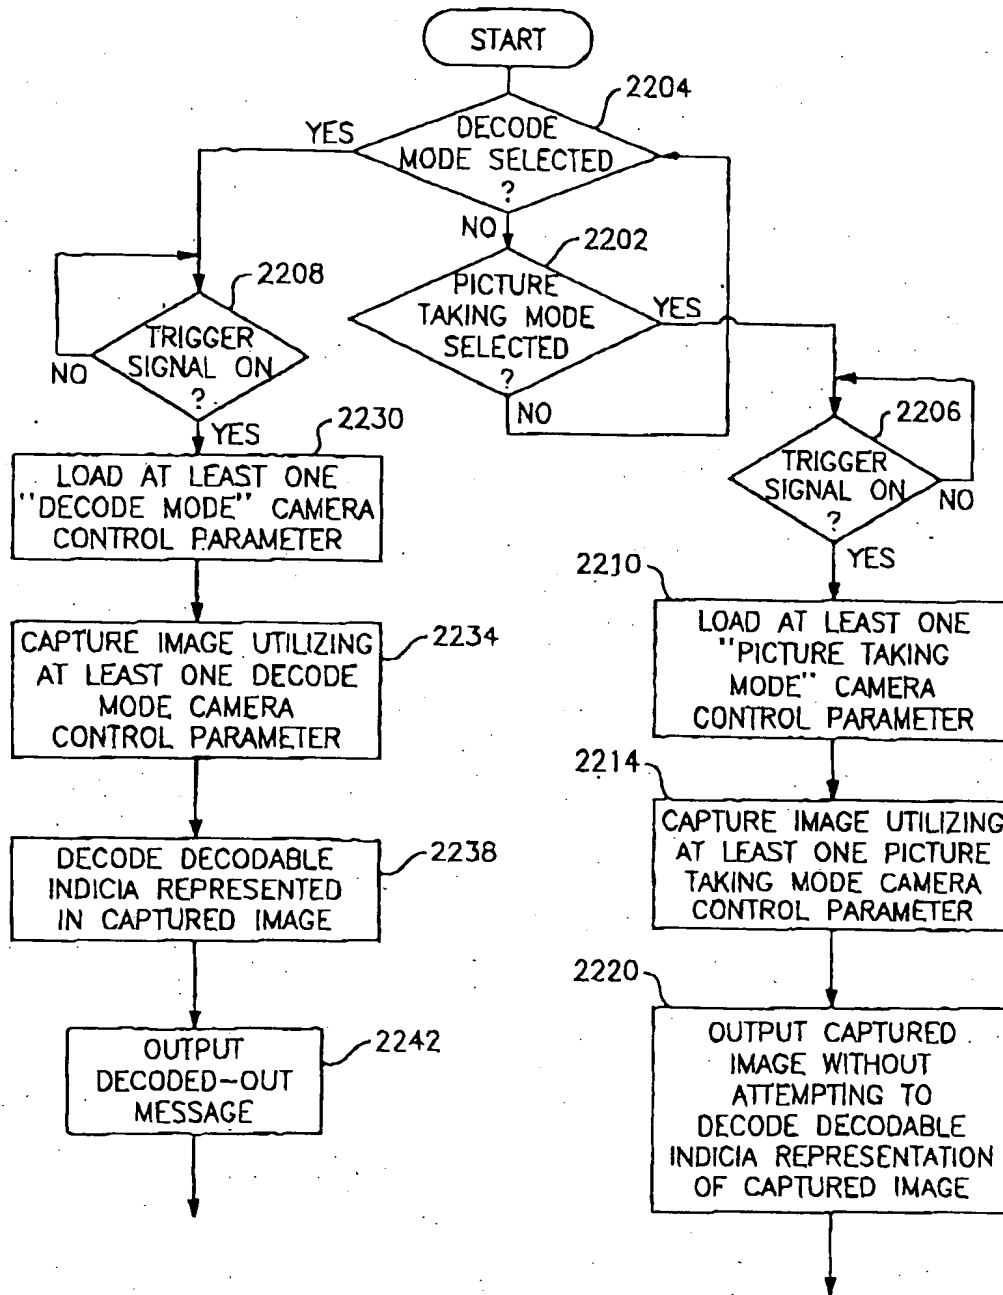 START
2204
DECODE
MODE SELECTED
?
YES
NO
2202
PICTURE
TAKING MODE
SELECTED
?
YES
NO
2208
TRIGGER
SIGNAL ON
?
NO
YES
2230
LOAD AT LEAST ONE
"DECODE MODE" CAMERA
CONTROL PARAMETER
2234
CAPTURE IMAGE UTILIZING
AT LEAST ONE DECODE
MODE CAMERA
CONTROL PARAMETER
2238
DECODE DECODABLE
INDICIA REPRESENTED
IN CAPTURED IMAGE
2242
OUTPUT
DECODED-OUT
MESSAGE
2206
TRIGGER
SIGNAL ON
?
NO
YES
2210
LOAD AT LEAST ONE
"PICTURE TAKING
MODE" CAMERA
CONTROL PARAMETER
2214
CAPTURE IMAGE UTILIZING
AT LEAST ONE PICTURE
TAKING MODE CAMERA
CONTROL PARAMETER
2220
OUTPUT CAPTURED
IMAGE WITHOUT
ATTEMPTING TO
DECODE DECODABLE
INDICIA REPRESENTATION
OF CAPTURED IMAGE